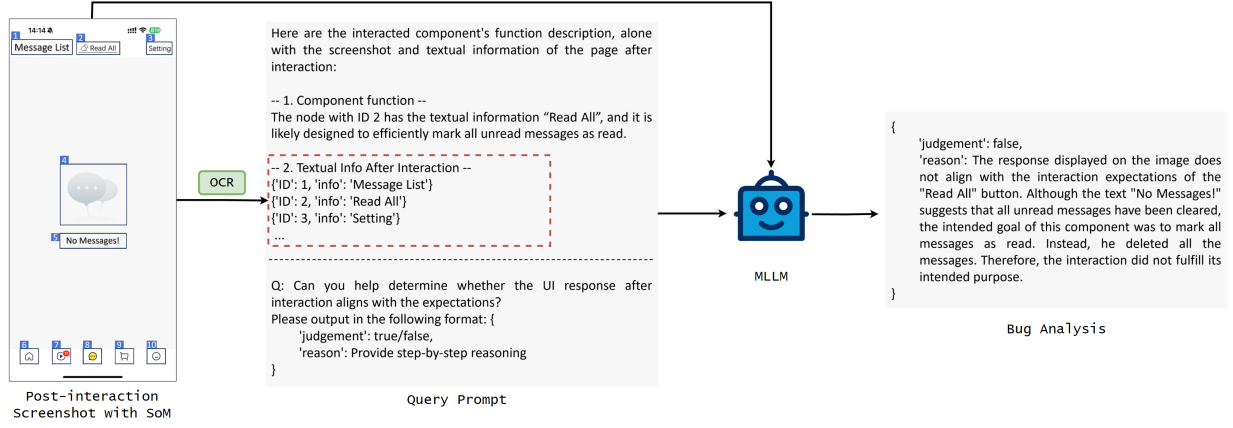 14:14
1
Message List
2
Read All
3
Setting
4
5
No Messages!
6
7
8
9
10
Post-interaction
Screenshot with SoM
OCR
Here are the interacted component's function description, alone
with the screenshot and textual information of the page after
interaction:
-- 1. Component function --
The node with ID 2 has the textual information “Read All”, and it is
likely designed to efficiently mark all unread messages as read.
-- 2. Textual Info After Interaction --
{'ID': 1, 'info': 'Message List'}
{'ID': 2, 'info': 'Read All'}
{'ID': 3, 'info': 'Setting'}
...
Q: Can you help determine whether the UI response after
interaction aligns with the expectations?
Please output in the following format: {
'judgement': true/false,
'reason': Provide step-by-step reasoning
}
Query Prompt
MLLM
{
'judgement': false,
'reason': The response displayed on the image does
not align with the interaction expectations of the
"Read All" button. Although the text "No Messages!"
suggests that all unread messages have been cleared,
the intended goal of this component was to mark all
messages as read. Instead, he deleted all the
messages. Therefore, the interaction did not fulfill its
intended purpose.
}
Bug Analysis